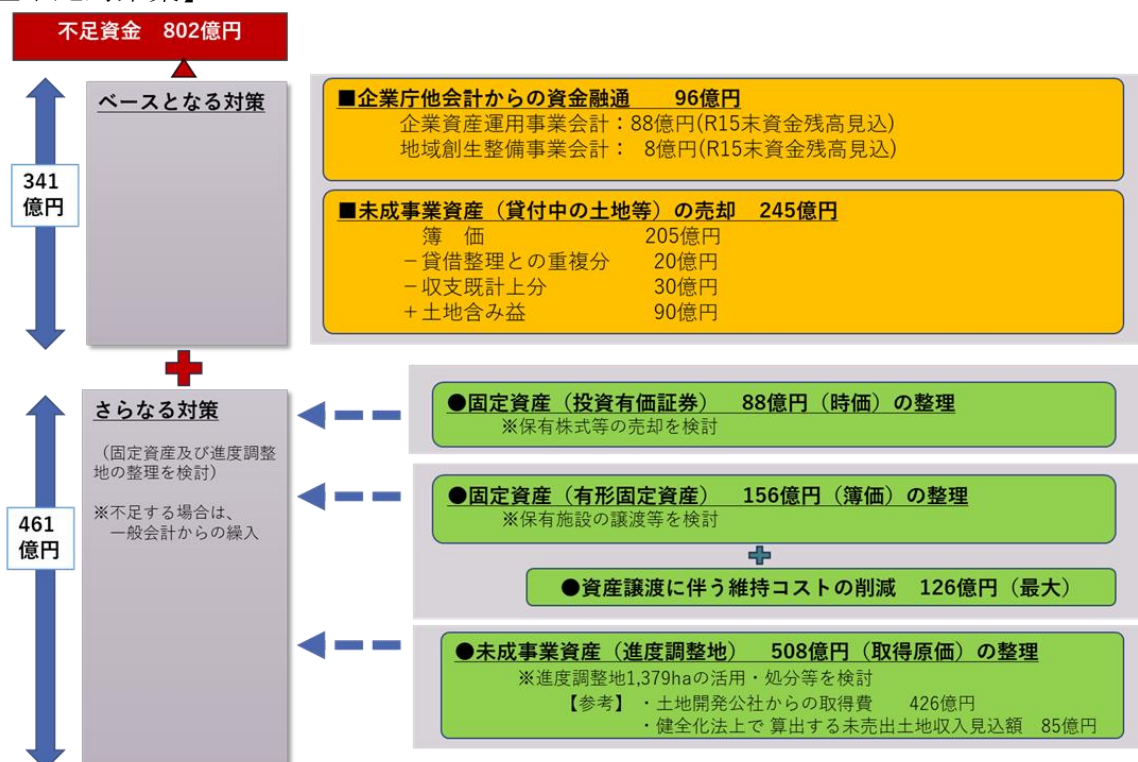 不足資金 802億円
341
億円
ベースとなる対策
■企業庁他会計からの資金融通 96億円
企業資産運用事業会計:88億円(R15末資金残高見込)
地域創生整備事業会計: 8億円(R15末資金残高見込)
■未成事業資産(貸付中の土地等)の売却 245億円
簿 価 205億円
-貸借整理との重複分 20億円
-収支既計上分 30億円
+土地含み益 90億円
461
億円
さらなる対策
(固定資産及び進度調整
地の整理を検討)
※不足する場合は、
一般会計からの繰入
●固定資産(投資有価証券) 88億円(時価)の整理
※保有株式等の売却を検討
●固定資産(有形固定資産) 156億円(簿価)の整理
※保有施設の譲渡等を検討
●資産譲渡に伴う維持コストの削減 126億円(最大)
●未成事業資産(進度調整地) 508億円(取得原価)の整理
※進度調整地1,379haの活用・処分等を検討
【参考】・土地開発公社からの取得費 426億円
・健全化法上で 算出する未売出土地収入見込額 85億円